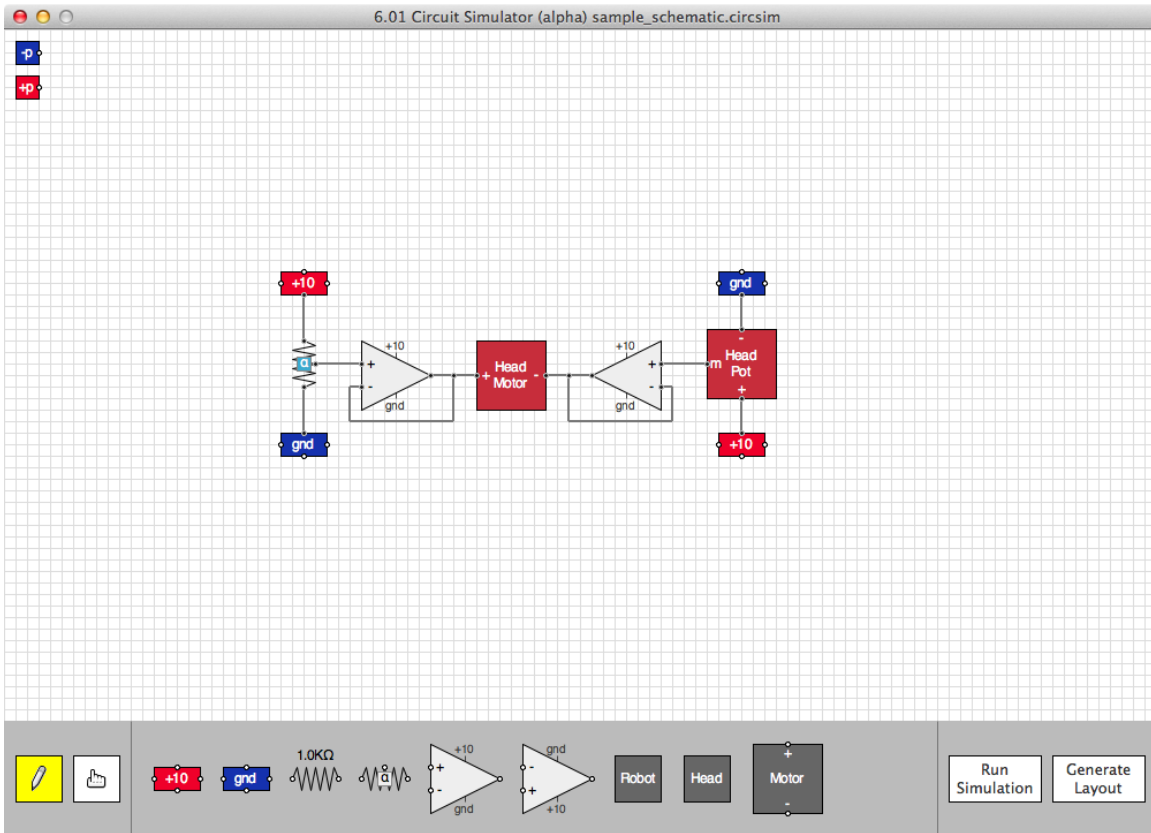 6.01 Circuit Simulator (alpha) sample_schematic.circsim
-p
+p
+10
gnd
α
+10
+
-
gnd
+ Head Motor -
+10
+
-
gnd
-
m Head
Pot
+
gnd
+10
+10
gnd
1.0KΩ
α
+10
+
-
gnd
gnd
-
+
+10
Robot
Head
+
Motor
-
Run
Simulation
Generate
Layout